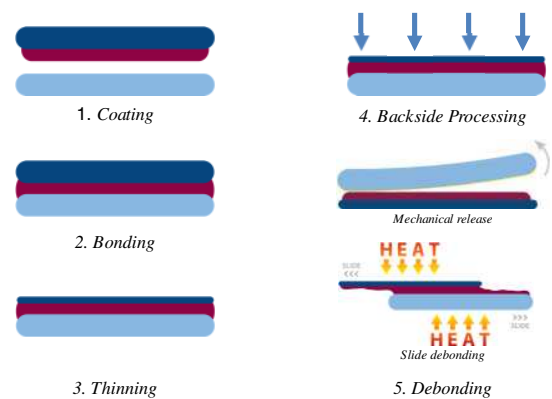 1. Coating
2. Bonding
3. Thinning
4. Backside Processing
Mechanical release
HEAT
SLIDE
<<<
>>>
SLIDE
HEAT
Slide debonding
5. Debonding